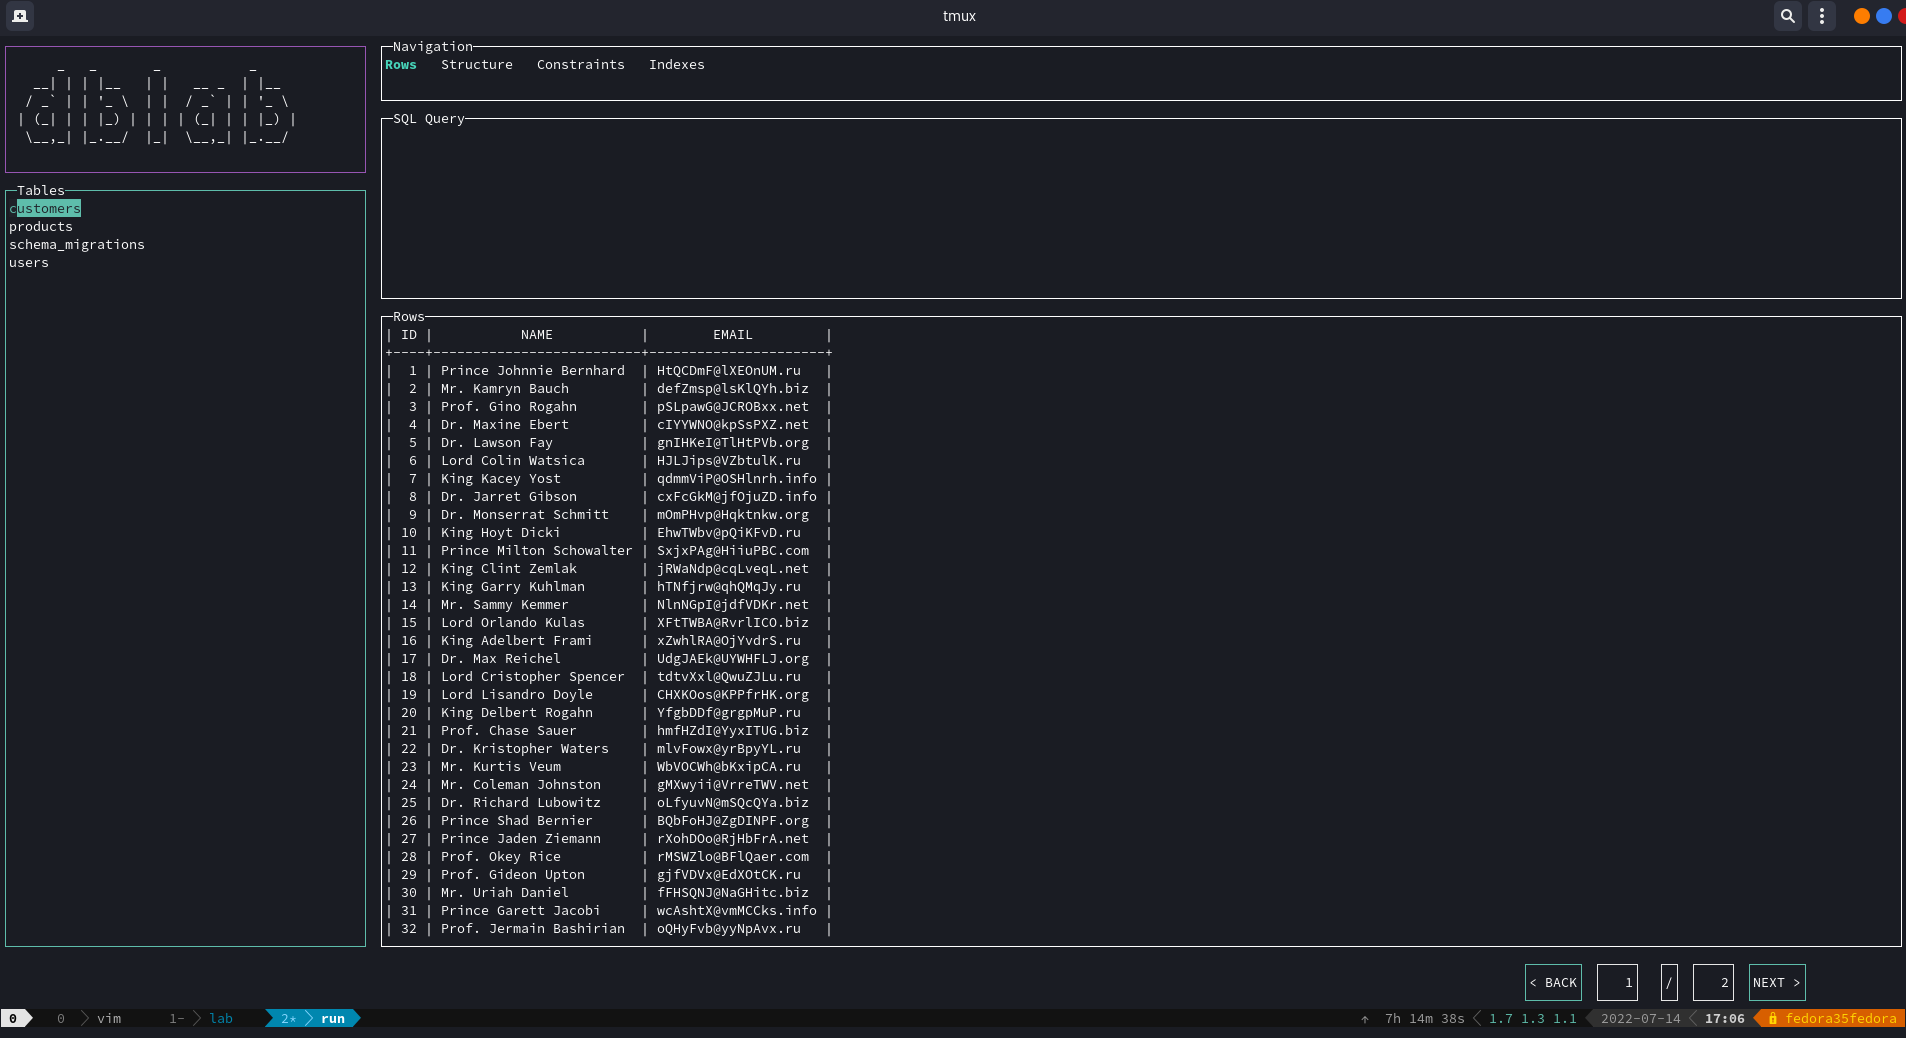 tmux
_ _ _ _
__| | | |__ | | __ _ | |__
/ _` | | '_ \ | | / _` | | '_ \
| (_| | | |_) | | | | (_| | | |_) |
\__,_| |_.__/ |_| \__,_| |_.__/
Tables
customers
products
schema_migrations
users
Navigation
Rows Structure Constraints Indexes
SQL Query
Rows
| ID | NAME | EMAIL |
+----+--------------------------+----------------------+
| 1 | Prince Johnnie Bernhard | HtQCDmF@lXEOnUM.ru |
| 2 | Mr. Kamryn Bauch | defZmsp@lsKlQYh.biz |
| 3 | Prof. Gino Rogahn | pSLpawG@JCROBxx.net |
| 4 | Dr. Maxine Ebert | cIYYWNO@kpSsPXZ.net |
| 5 | Dr. Lawson Fay | gnIHKeI@TlHtPVb.org |
| 6 | Lord Colin Watsica | HJLJips@VZbtulK.ru |
| 7 | King Kacey Yost | qdmmViP@OSHlnrh.info |
| 8 | Dr. Jarret Gibson | cxFcGkM@jfOjuZD.info |
| 9 | Dr. Monserrat Schmitt | mOmPHvp@Hqktnkw.org |
| 10 | King Hoyt Dicki | EhwTWbv@pQiKFvD.ru |
| 11 | Prince Milton Schowalter | SxjxPAg@HiiuPBC.com |
| 12 | King Clint Zemlak | jRWaNdp@cqLveqL.net |
| 13 | King Garry Kuhlman | hTNfjrw@qhQMqJy.ru |
| 14 | Mr. Sammy Kemmer | NlnNGpI@jdfVDKr.net |
| 15 | Lord Orlando Kulas | XFtTWBA@RvrlICO.biz |
| 16 | King Adelbert Frami | xZwhlRA@OjYvdrS.ru |
| 17 | Dr. Max Reichel | UdgJAEk@UYWHFLJ.org |
| 18 | Lord Cristopher Spencer | tdtvXxl@QwuZJLu.ru |
| 19 | Lord Lisandro Doyle | CHXKOos@KPPfrHK.org |
| 20 | King Delbert Rogahn | YfgbDDf@grgpMuP.ru |
| 21 | Prof. Chase Sauer | hmfHZdI@YyxITUG.biz |
| 22 | Dr. Kristopher Waters | mlvFowx@yrBpyYL.ru |
| 23 | Mr. Kurtis Veum | WbVOCWh@bKxipCA.ru |
| 24 | Mr. Coleman Johnston | gMXwyii@VrreTWV.net |
| 25 | Dr. Richard Lubowitz | oLfyuvN@mSQcQYa.biz |
| 26 | Prince Shad Bernier | BQbFoHJ@ZgDINPF.org |
| 27 | Prince Jaden Ziemann | rXohDOo@RjHbFrA.net |
| 28 | Prof. Okey Rice | rMSWZlo@BFlQaer.com |
| 29 | Prof. Gideon Upton | gjfVDVx@EdXOtCK.ru |
| 30 | Mr. Uriah Daniel | fFHSQNJ@NaGHitc.biz |
| 31 | Prince Garett Jacobi | wcAshtX@vmMCCks.info |
| 32 | Prof. Jermain Bashirian | oQHyFvb@yyNpAvx.ru |
< BACK 1 / 2 NEXT >
0 0 vim 1- lab 2* run ↑ 7h 14m 38s 1.7 1.3 1.1 2022-07-14 17:06 fedora35fedora